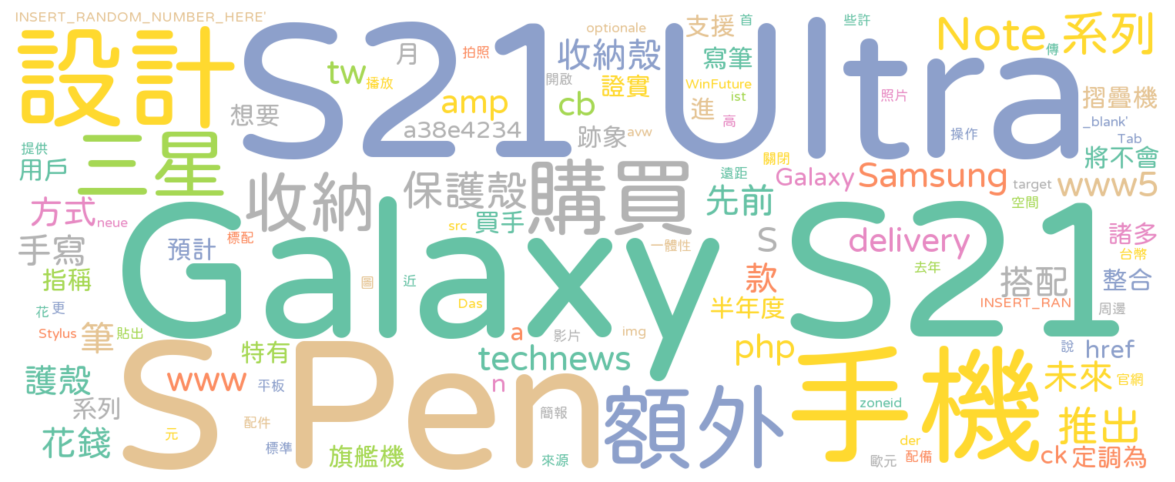 INSERT_RANDOM_NUMBER_HERE'
設計
S21 Ultra
Note 系列
optionale
支援
首
些許
傳
月
拍照
收納殼
寫筆
tw
播放
開啟
證實
WinFuture
ist
照片
摺疊機
想要
amp
cb
進
高
_blank'
a38e4234
跡象
avw
操作
Tab
提供
用戶
三星
關閉
將不會
收納
保護殼
購買
先前
遠距
Galaxy
Samsung
target
www5
方式
neue
src
買手
空間
手寫
預計
標配
一體性
S
delivery
諸多
台幣
指稱
圖
近
Galaxy S21
款
去年
搭配
整合
花
更
Das
半年度
INSERT_RAN
周邊
Stylus
筆
貼出
a
影片
img
說
href
特有
technews
php
護殼
www
平板
n
S Pen
額外
手機
未來
官網
系列
配件
簡報
zoneid
花錢
元
標準
旗艦機
來源
der
配備
推出
歐元
ck
定調為